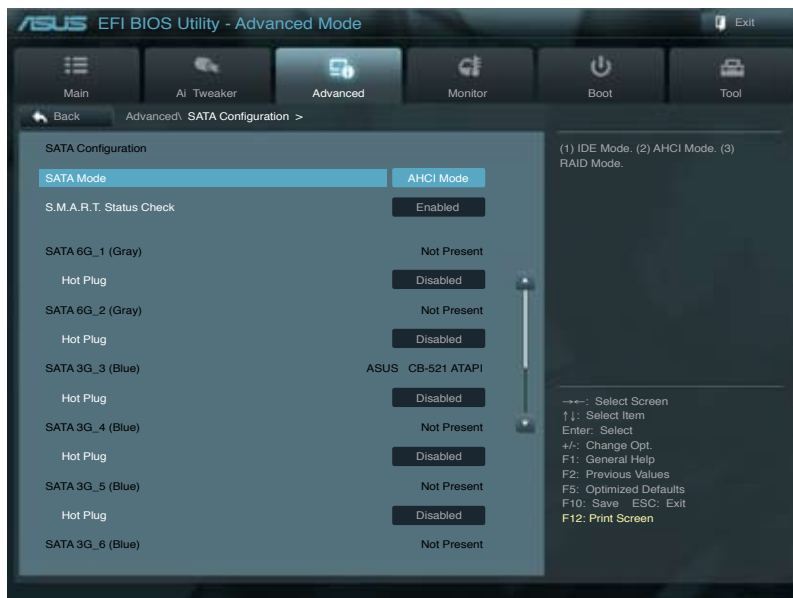 ASUS EFI BIOS Utility - Advanced Mode
Exit
Main Ai Tweaker Advanced Monitor Boot Tool
Back Advanced\ SATA Configuration >
SATA Configuration
SATA Mode AHCI Mode
S.M.A.R.T. Status Check Enabled
SATA 6G_1 (Gray) Not Present
Hot Plug Disabled
SATA 6G_2 (Gray) Not Present
Hot Plug Disabled
SATA 3G_3 (Blue) ASUS CB-521 ATAPI
Hot Plug Disabled
SATA 3G_4 (Blue) Not Present
Hot Plug Disabled
SATA 3G_5 (Blue) Not Present
Hot Plug Disabled
SATA 3G_6 (Blue) Not Present
(1) IDE Mode. (2) AHCI Mode. (3)
RAID Mode.
→←: Select Screen
↑↓: Select Item
Enter: Select
+/-: Change Opt.
F1: General Help
F2: Previous Values
F5: Optimized Defaults
F10: Save ESC: Exit
F12: Print Screen